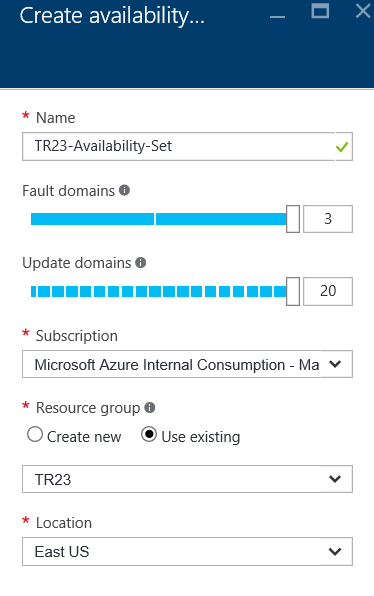 Create availability...
* Name
TR23-Availability-Set
Fault domains
3
Update domains
20
* Subscription
Microsoft Azure Internal Consumption - Ma
* Resource group
Create new Use existing
TR23
* Location
East US